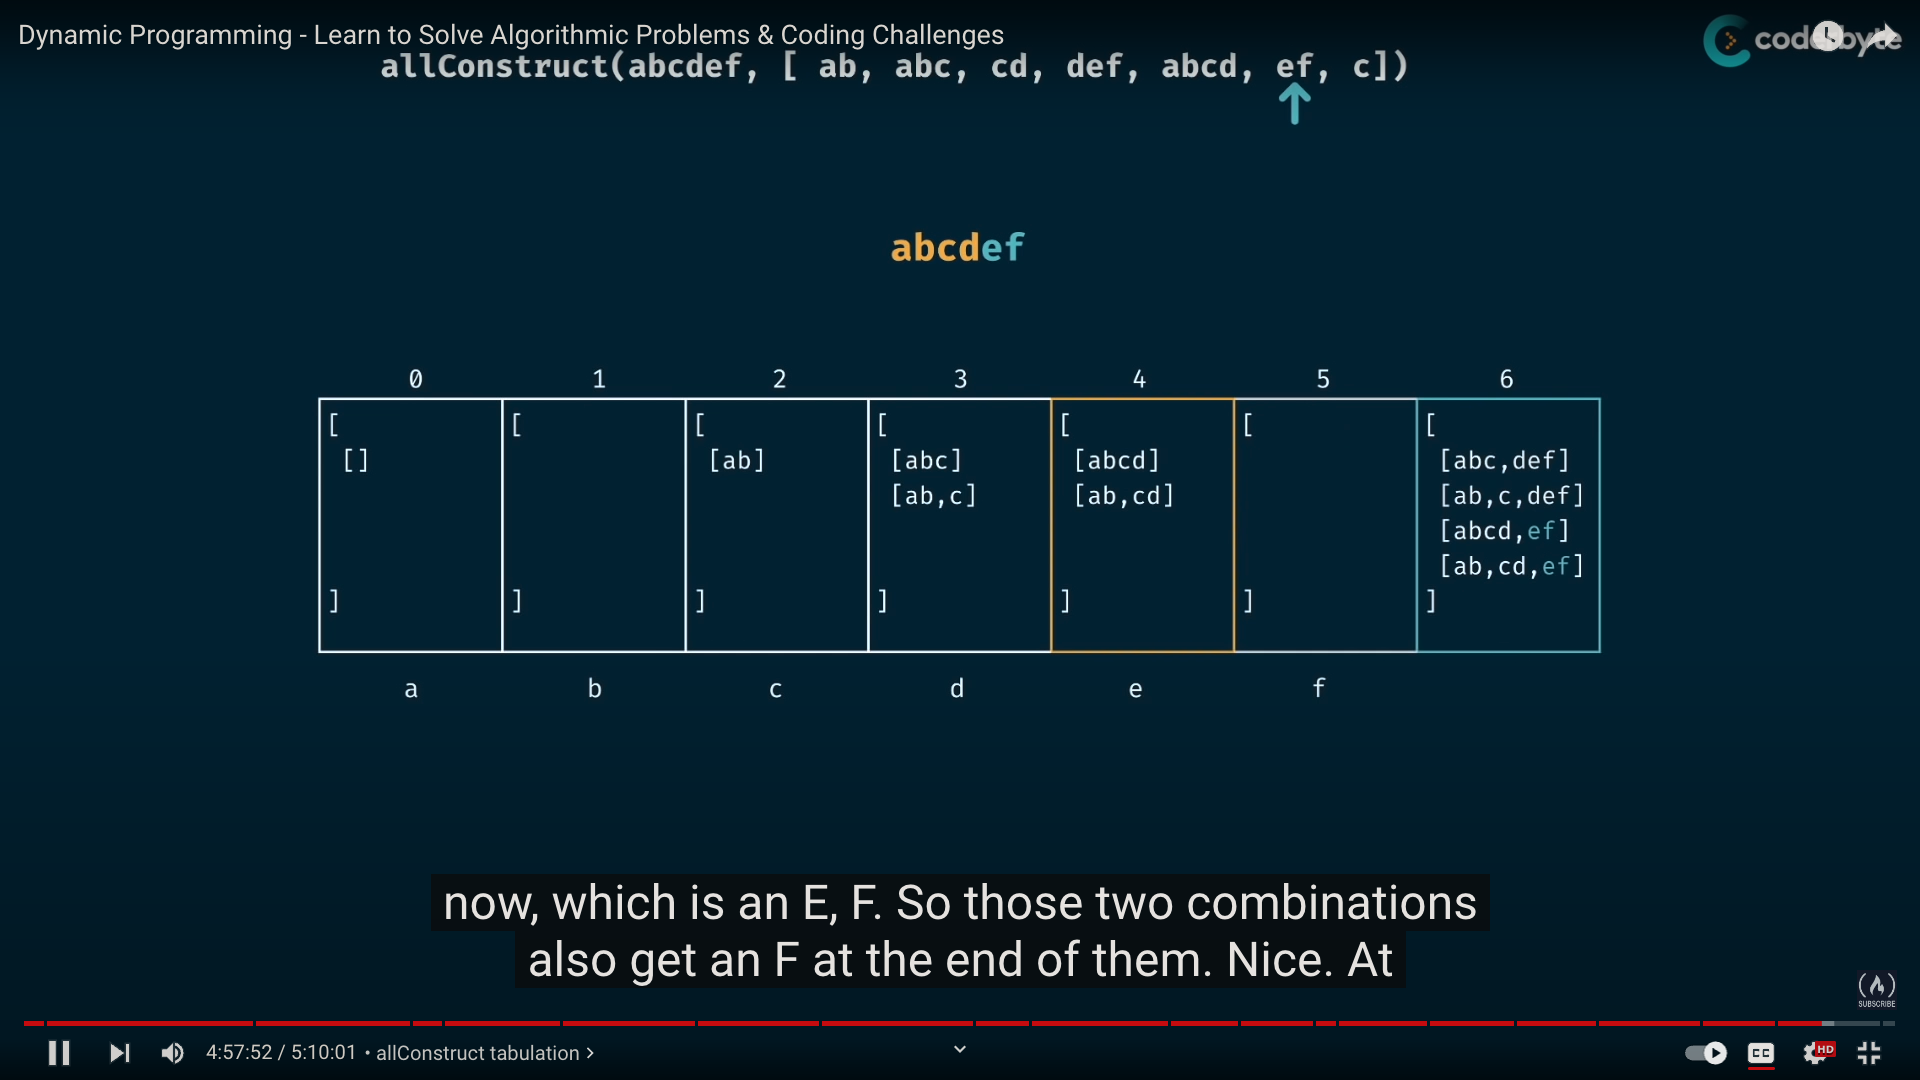 Dynamic Programming - Learn to Solve Algorithmic Problems & Coding Challenges
coderbyte
allConstruct(abcdef, [ ab, abc, cd, def, abcd, ef, c])
abcdef
0 1 2 3 4 5 6
[ [ [ [ [ [ [
[] [ab] [abc] [abcd] [abc,def]
[ab,c] [ab,cd] [ab,c,def]
[abcd,ef]
[ab,cd,ef]
] ] ] ] ] ] ]
a b c d e f
now, which is an E, F. So those two combinations
also get an F at the end of them. Nice. At
SUBSCRIBE
4:57:52 / 5:10:01 • allConstruct tabulation >
CC
HD